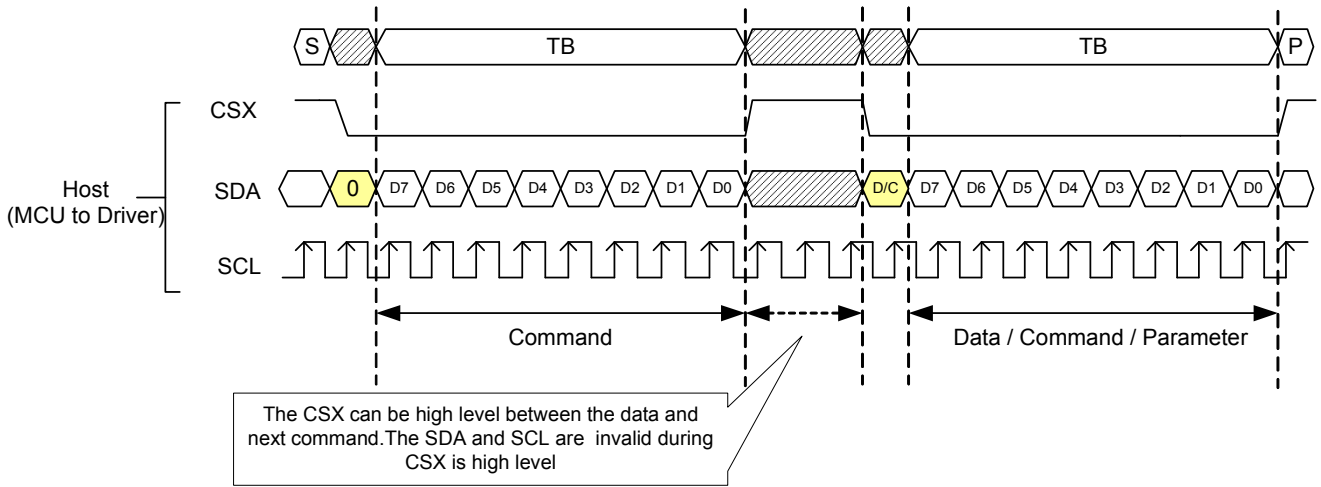 S TB TB P
CSX
Host
(MCU to Driver)
SDA 0 D7 D6 D5 D4 D3 D2 D1 D0 D/C D7 D6 D5 D4 D3 D2 D1 D0
SCL
Command Data / Command / Parameter
The CSX can be high level between the data and
next command.The SDA and SCL are invalid during
CSX is high level